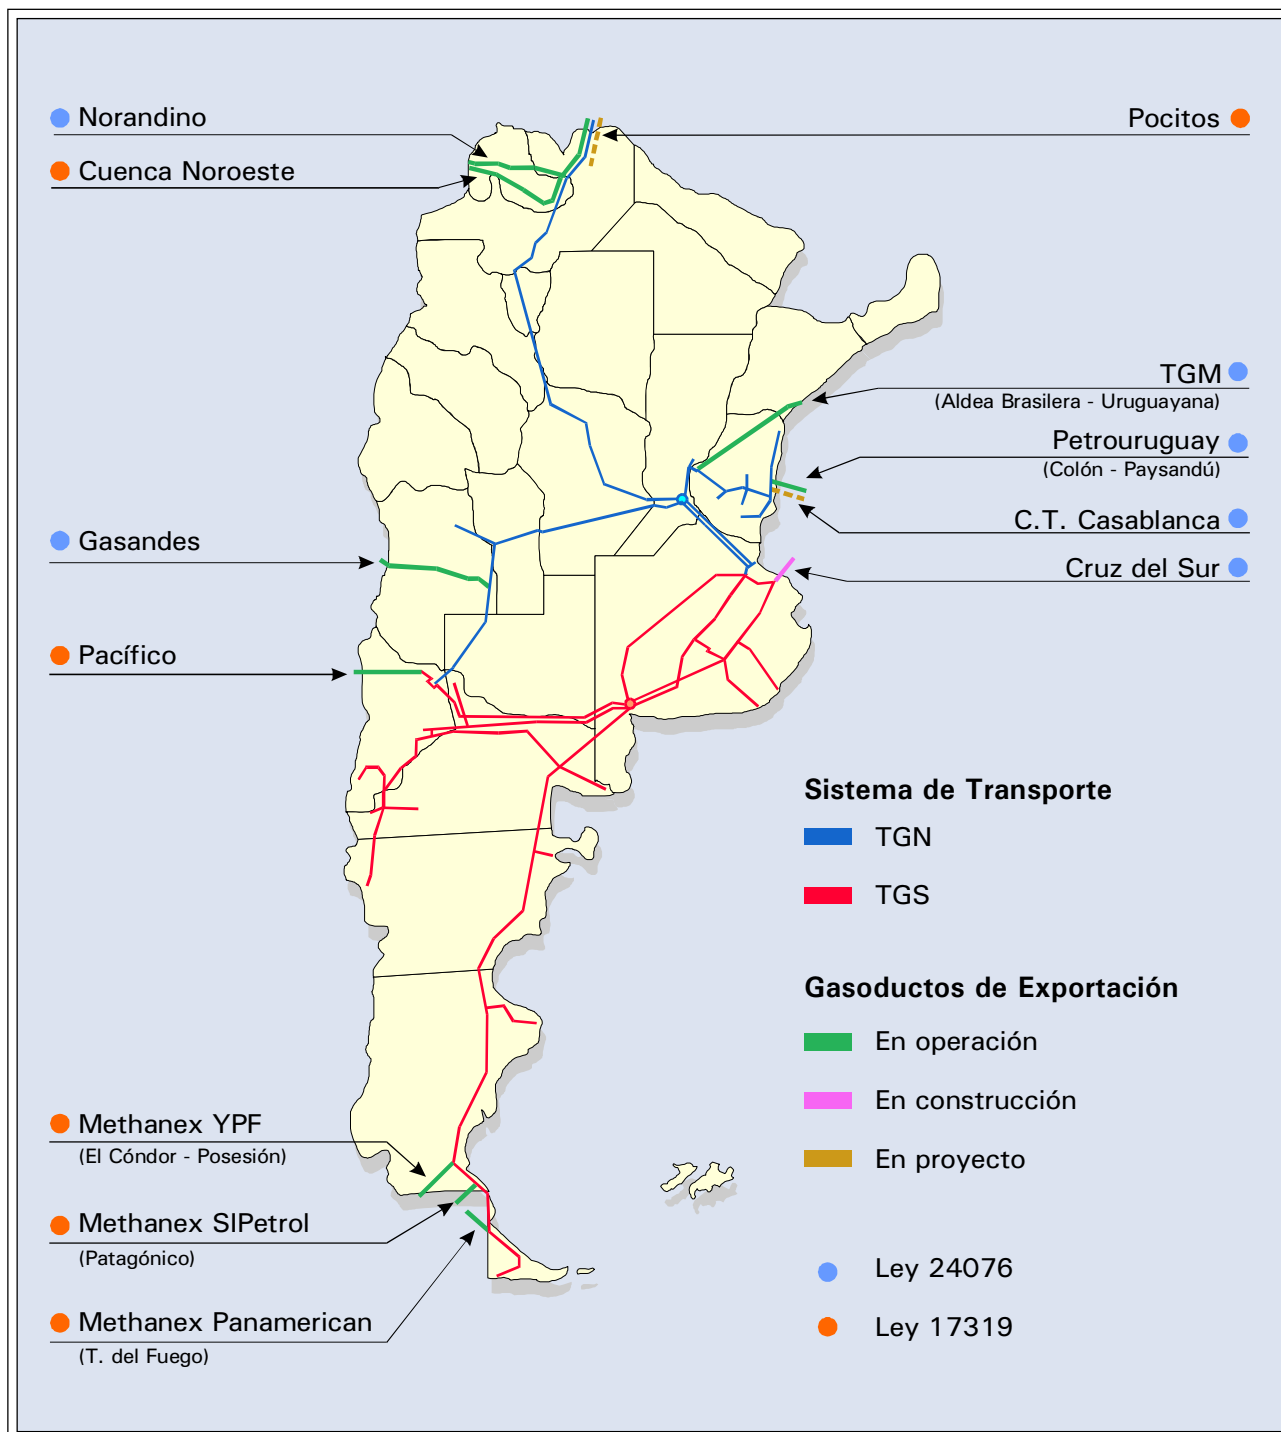 Norandino
Cuenca Noroeste
Pocitos
TGM
(Aldea Brasilera - Uruguayana)
Petrouruguay
(Colón - Paysandú)
C.T. Casablanca
Cruz del Sur
Gasandes
Pacífico
Sistema de Transporte
TGN
TGS
Gasoductos de Exportación
En operación
En construcción
En proyecto
Methanex YPF
(El Cóndor - Posesión)
Methanex SIPetrol
(Patagónico)
Methanex Panamerican
(T. del Fuego)
Ley 24076
Ley 17319